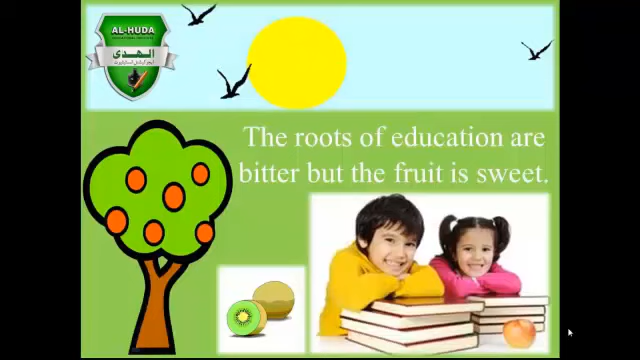 AL-HUDA
الهدى
The roots of education are
bitter but the fruit is sweet.